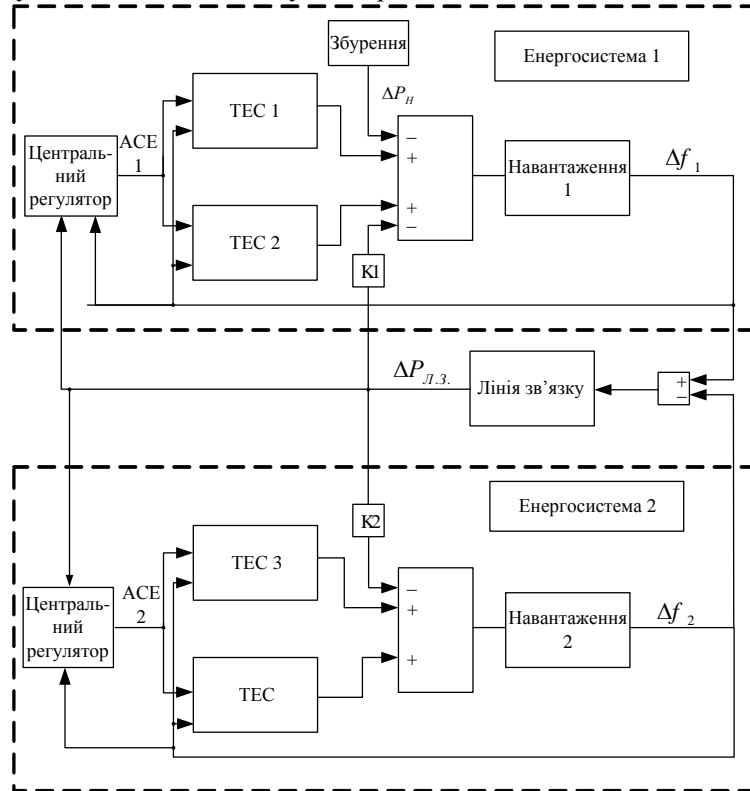 Збурення
Енергосистема 1
ΔP_H
ТЕС 1
АСЕ
1
Централь-
ний
регулятор
–
+
+
–
Навантаження
1
Δf ₁
ТЕС 2
К1
ΔP_Л.З.
Лінія зв’язку
+
–
Енергосистема 2
К2
ТЕС 3
АСЕ
2
Централь-
ний
регулятор
–
+
+
Навантаження
2
Δf ₂
ТЕС